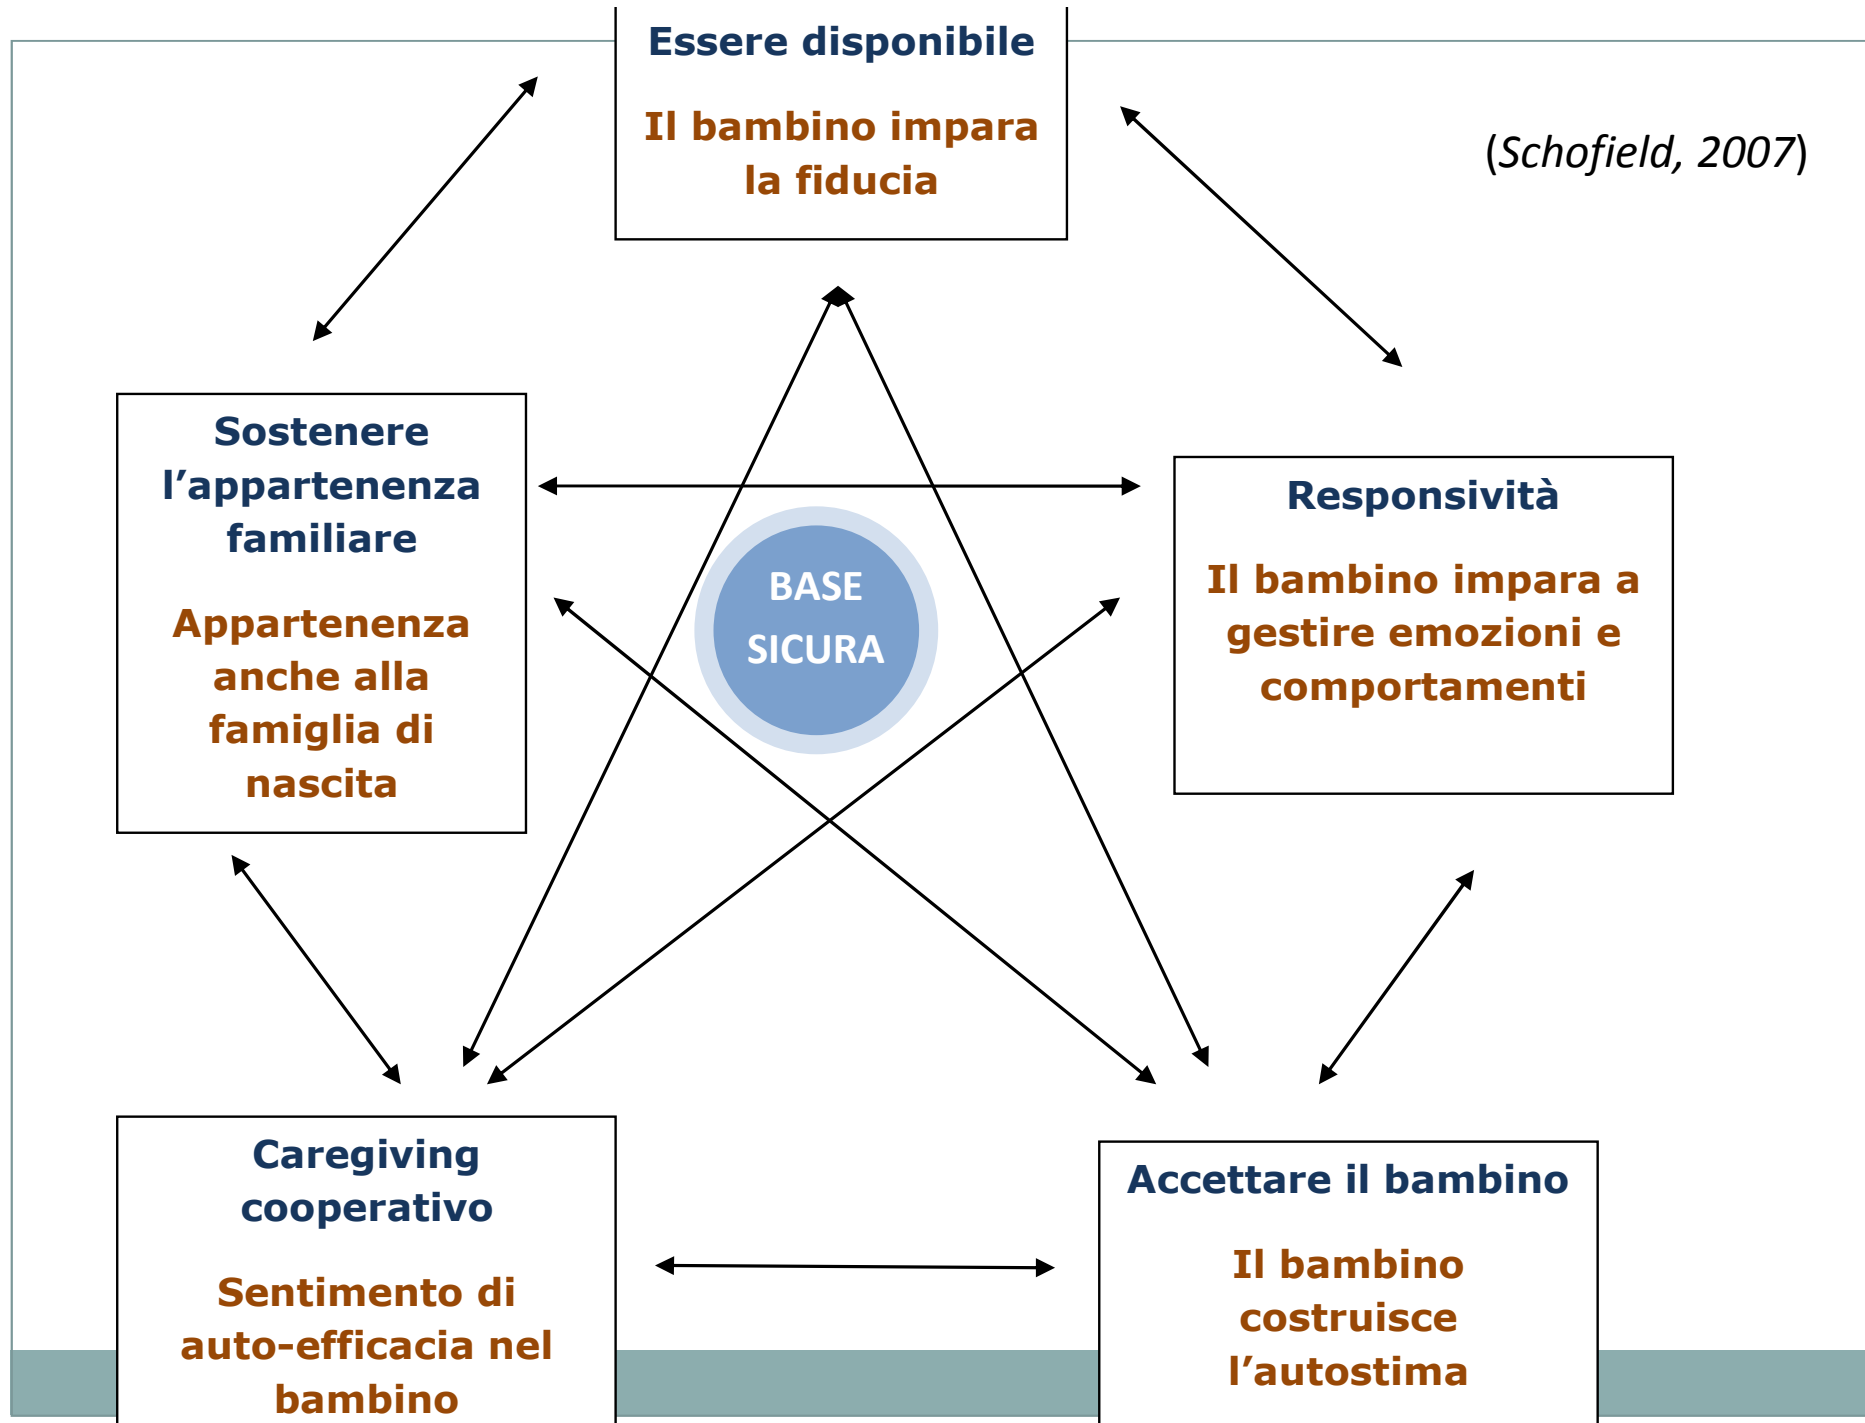 Essere disponibile
Il bambino impara
la fiducia
(Schofield, 2007)
Sostenere
l’appartenenza
familiare
Appartenenza
anche alla
famiglia di
nascita
BASE
SICURA
Responsività
Il bambino impara a
gestire emozioni e
comportamenti
Caregiving
cooperativo
Sentimento di
auto-efficacia nel
bambino
Accettare il bambino
Il bambino
costruisce
l’autostima